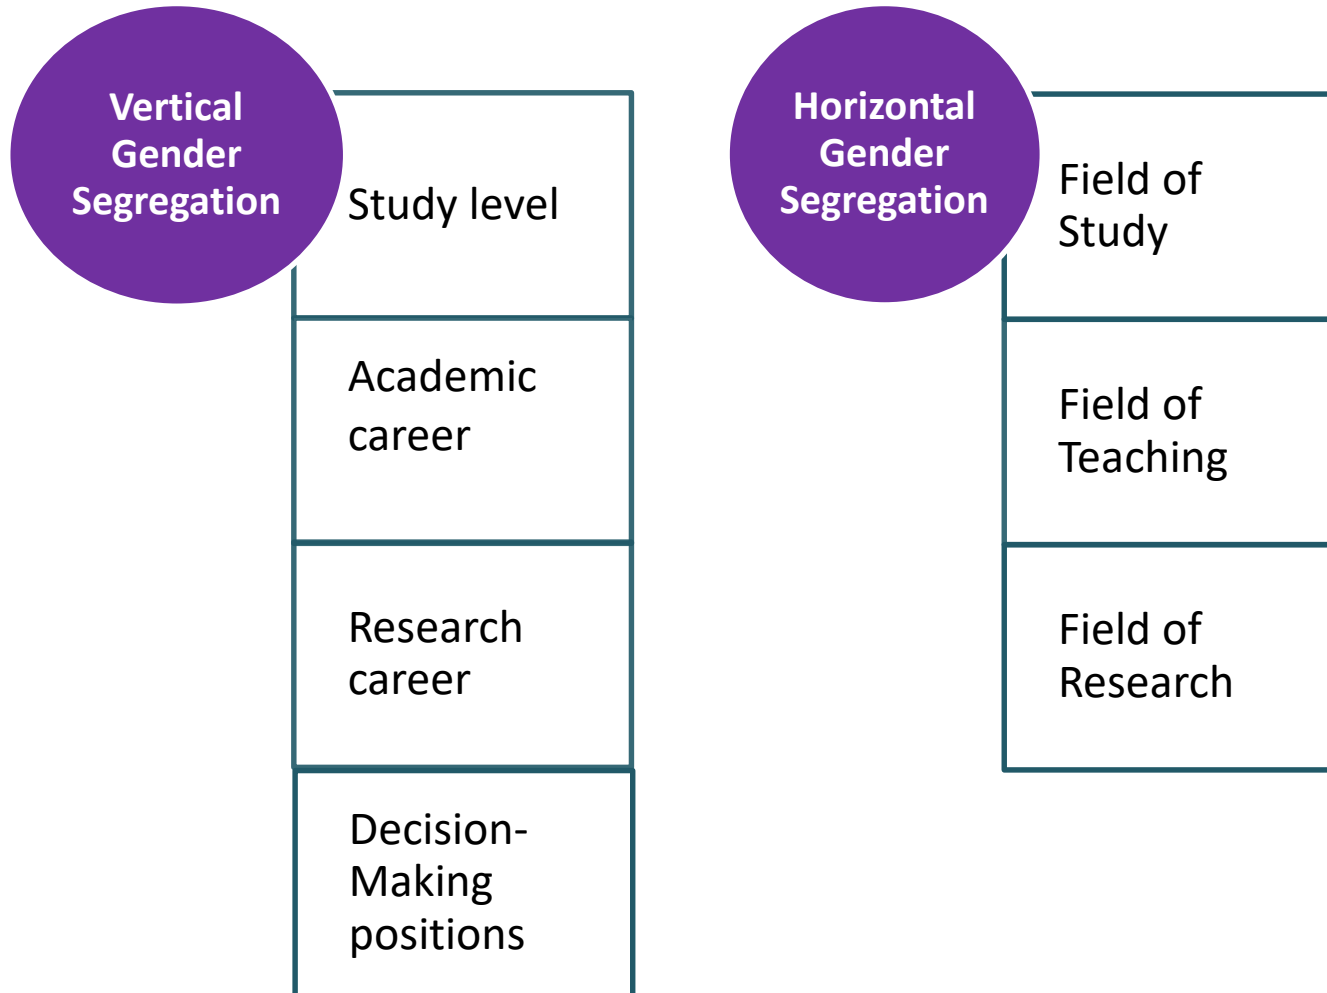 Vertical
Gender
Segregation
Study level
Academic
career
Research
career
Decision-
Making
positions
Horizontal
Gender
Segregation
Field of
Study
Field of
Teaching
Field of
Research